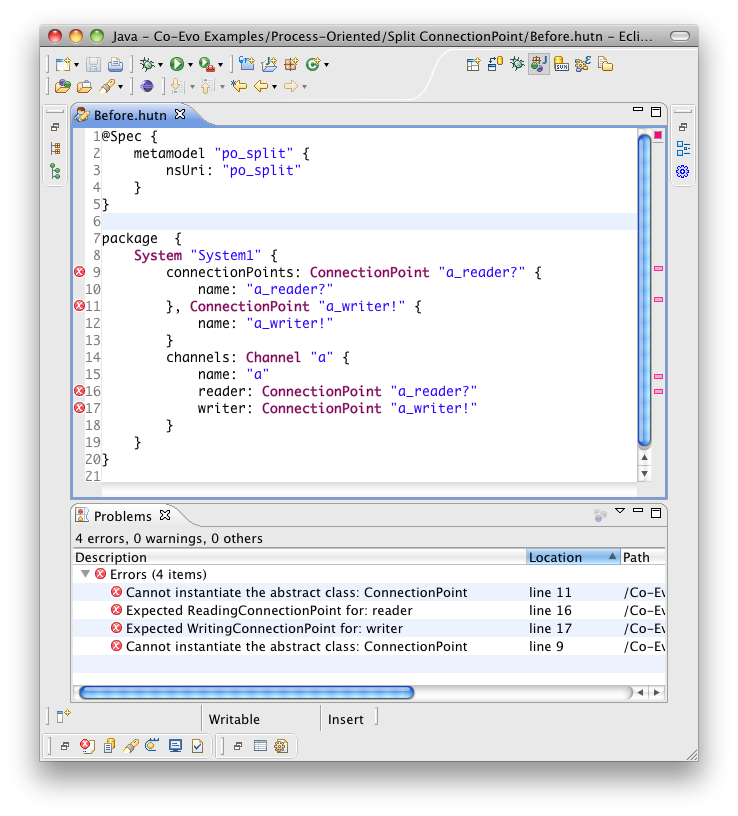 Java – Co-Evo Examples/Process-Oriented/Split ConnectionPoint/Before.hutn – Ecli...
Before.hutn
1@Spec {
2 metamodel "po_split" {
3 nsUri: "po_split"
4 }
5}
6
7package  {
8 System "System1" {
9 connectionPoints: ConnectionPoint "a_reader?" {
10 name: "a_reader?"
11 }, ConnectionPoint "a_writer!" {
12 name: "a_writer!"
13 }
14 channels: Channel "a" {
15 name: "a"
16 reader: ConnectionPoint "a_reader?"
17 writer: ConnectionPoint "a_writer!"
18 }
19 }
20}
21
Problems
4 errors, 0 warnings, 0 others
Description Location Path
Errors (4 items)
Cannot instantiate the abstract class: ConnectionPoint line 11 /Co-Ev
Expected ReadingConnectionPoint for: reader line 16 /Co-Ev
Expected WritingConnectionPoint for: writer line 17 /Co-Ev
Cannot instantiate the abstract class: ConnectionPoint line 9 /Co-Ev
Writable Insert